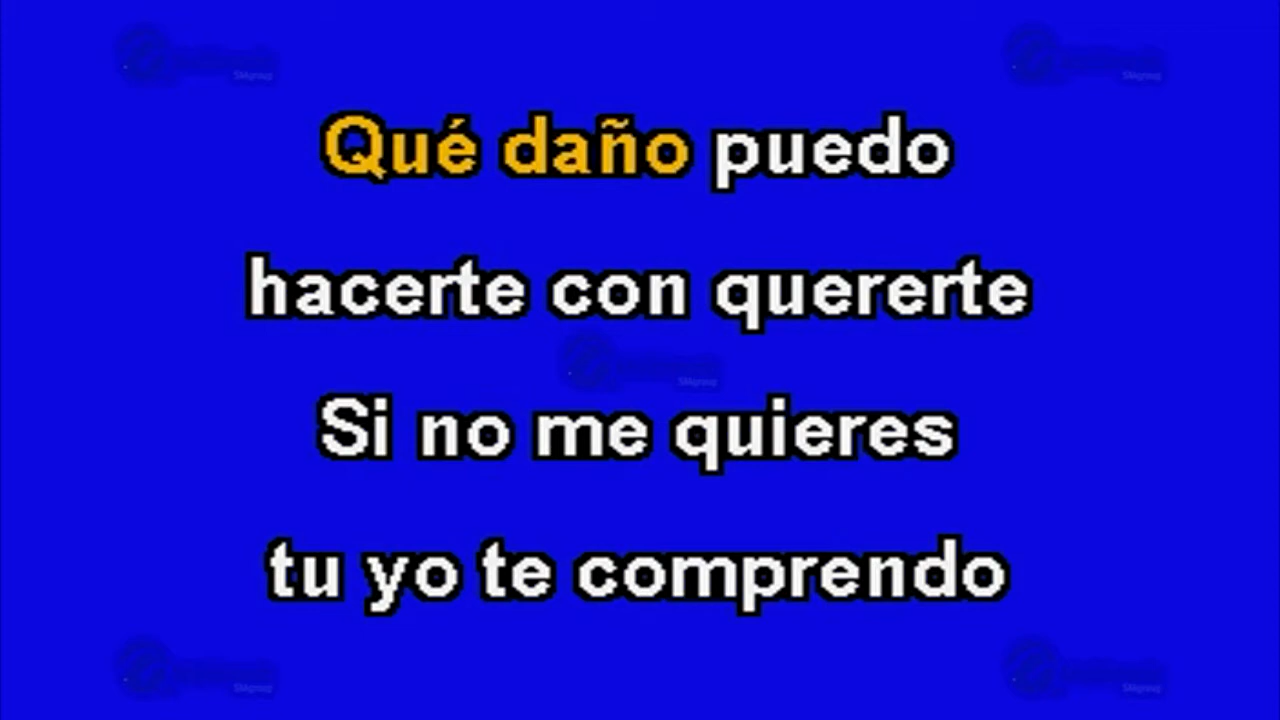 Qué daño puedo
hacerte con quererte
Si no me quieres
tu yo te comprendo